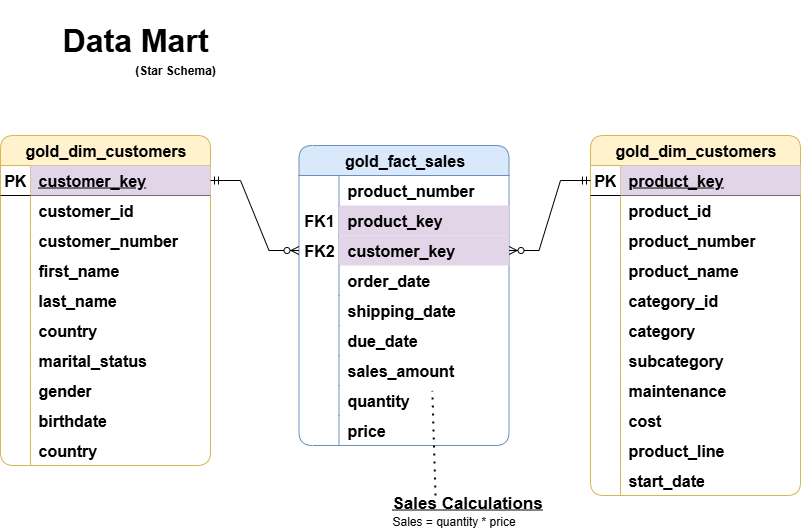 Data Mart
(Star Schema)
gold_dim_customers
PK customer_key
customer_id
customer_number
first_name
last_name
country
marital_status
gender
birthdate
country
gold_fact_sales
product_number
FK1 product_key
FK2 customer_key
order_date
shipping_date
due_date
sales_amount
quantity
price
gold_dim_customers
PK product_key
product_id
product_number
product_name
category_id
category
subcategory
maintenance
cost
product_line
start_date
Sales Calculations
Sales = quantity * price